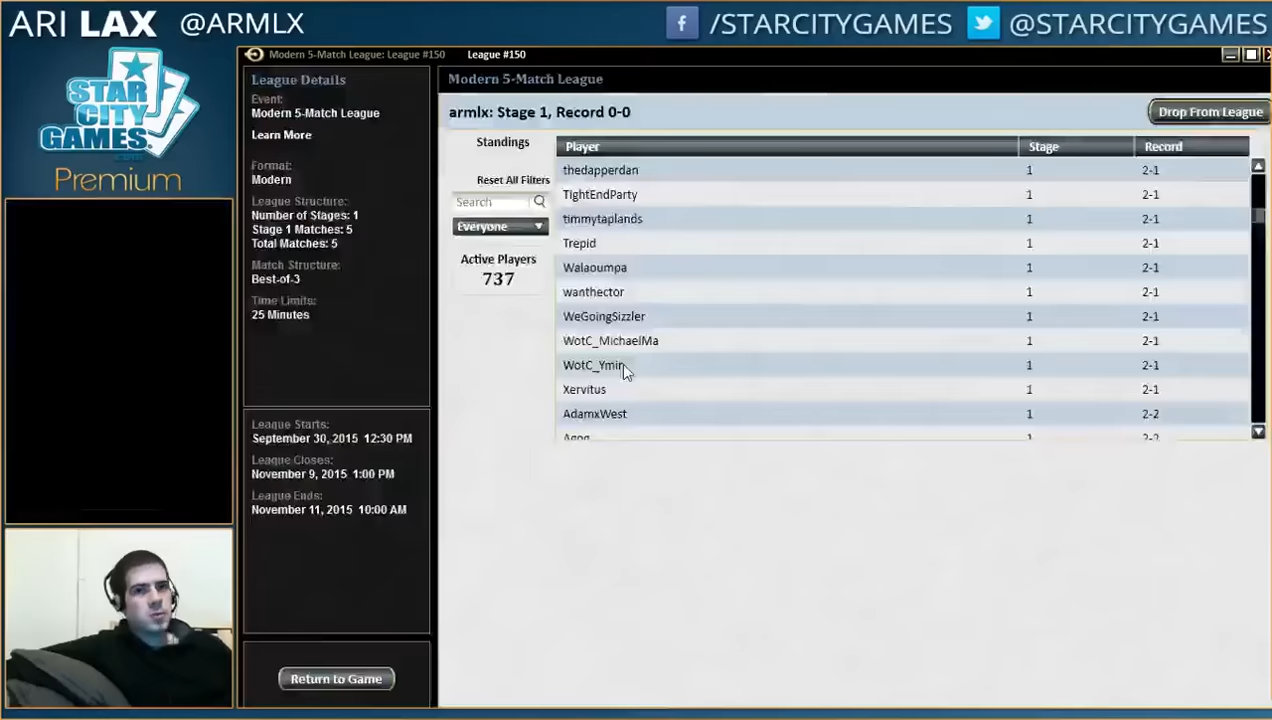 ARI LAX @ARMLX
/STARCITYGAMES @STARCITYGAMES
STAR
CITY
GAMES
.com
Premium
Modern 5-Match League: League #150 League #150
League Details
Event:
Modern 5-Match League
Learn More
Format:
Modern
League Structure:
Number of Stages: 1
Stage 1 Matches: 5
Total Matches: 5
Match Structure:
Best-of-3
Time Limits:
25 Minutes
League Starts:
September 30, 2015 12:30 PM
League Closes:
November 9, 2015 1:00 PM
League Ends:
November 11, 2015 10:00 AM
Return to Game
Modern 5-Match League
armlx: Stage 1, Record 0-0
Drop From League
Standings
Reset All Filters
Search
Everyone
Active Players
737
Player Stage Record
thedapperdan 1 2-1
TightEndParty 1 2-1
timmytaplands 1 2-1
Trepid 1 2-1
Walaoumpa 1 2-1
wanthector 1 2-1
WeGoingSizzler 1 2-1
WotC_MichaelMa 1 2-1
1 2-1
Xervitus 1 2-1
AdamxWest 1 2-2
1 2-2